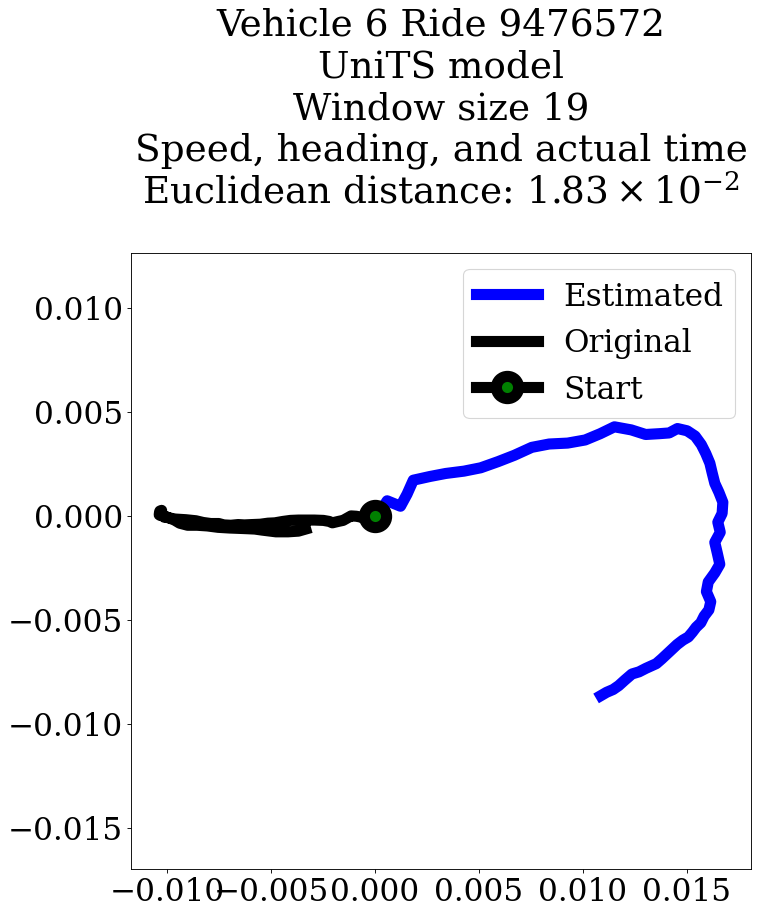 Vehicle 6 Ride 9476572
UniTS model
Window size 19
Speed, heading, and actual time
Euclidean distance: 1.83 × 10⁻²
Estimated
Original
Start
0.010
0.005
0.000
−0.005
−0.010
−0.015
−0.010 −0.005 0.000 0.005 0.010 0.015